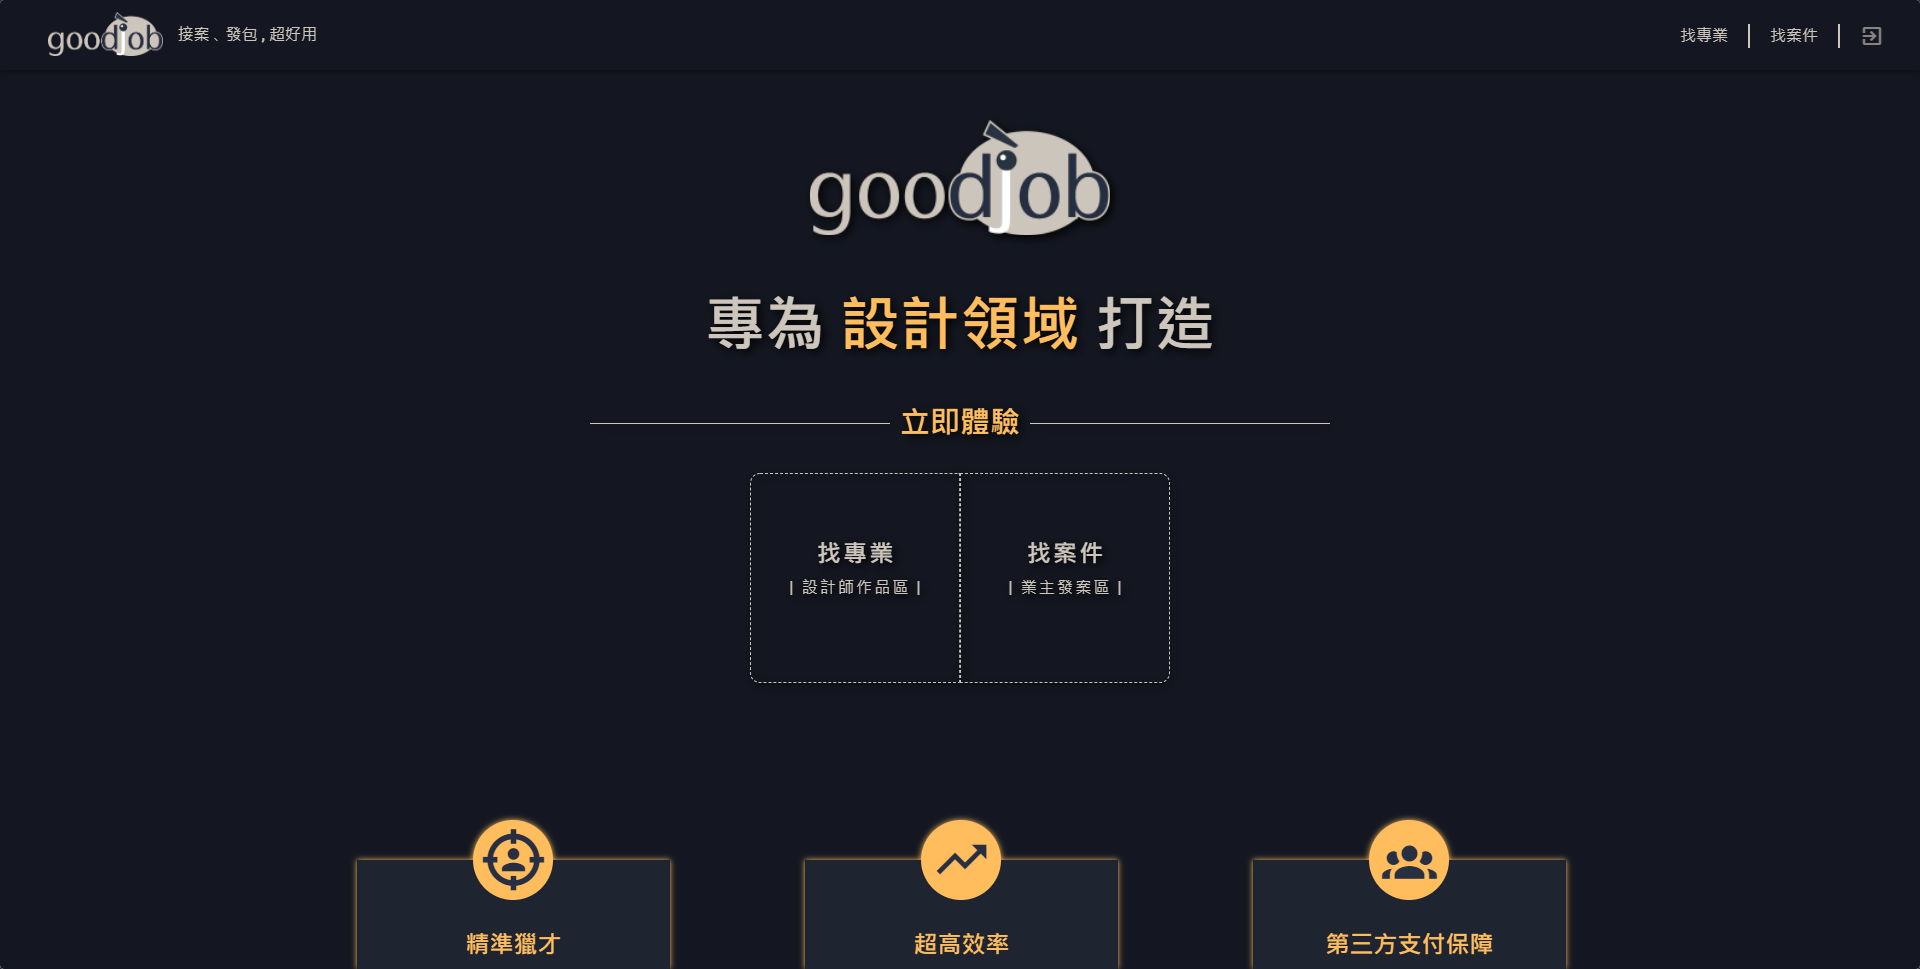 goodjob 接案、發包，超好用
找專業
找案件
goodjob
專為 設計領域 打造
立即體驗
找專業
| 設計師作品區 |
找案件
| 業主發案區 |
精準獵才
超高效率
第三方支付保障